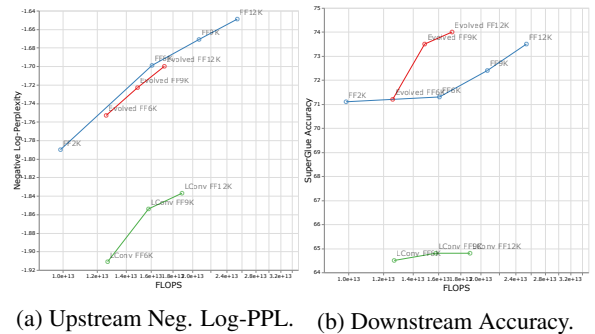 -1.64
-1.66
-1.68
-1.70
-1.72
-1.74
-1.76
-1.78
-1.80
-1.82
-1.84
-1.86
-1.88
-1.90
-1.92
Negative Log-Perplexity
FF12K
FF9K
FF6K
Evolved FF12K
Evolved FF9K
Evolved FF6K
FF2K
LConv FF12K
LConv FF9K
LConv FF6K
1.0e+13 1.2e+13 1.4e+13 1.6e+13 1.8e+13 2.0e+13 2.4e+13 2.8e+13 3.2e+13
FLOPS
75
74
73
72
71
70
69
68
67
66
65
64
SuperGlue Accuracy
Evolved FF12K
Evolved FF9K
FF12K
FF9K
FF2K
Evolved FF6K
FF6K
LConv FF6K
LConv FF9K
LConv FF12K
1.0e+13 1.2e+13 1.4e+13 1.6e+13 1.8e+13 2.0e+13 2.4e+13 2.8e+13 3.2e+13
FLOPS
(a) Upstream Neg. Log-PPL.
(b) Downstream Accuracy.